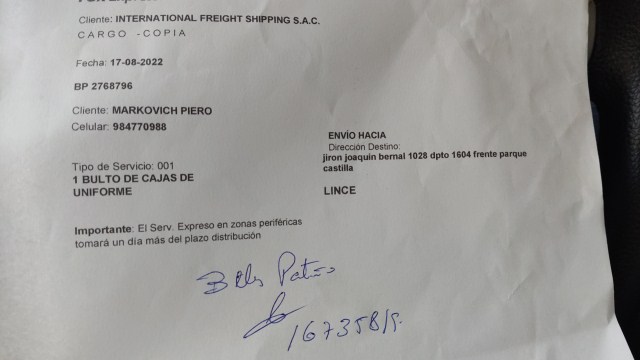 Cliente: INTERNATIONAL FREIGHT SHIPPING S.A.C.
CARGO -COPIA
Fecha: 17-08-2022
BP 2768796
Cliente: MARKOVICH PIERO
Celular: 984770988
ENVÍO HACIA
Dirección Destino:
jiron joaquin bernal 1028 dpto 1604 frente parque
castilla
LINCE
Tipo de Servicio: 001
1 BULTO DE CAJAS DE
UNIFORME
Importante: El Serv. Expreso en zonas periféricas
tomará un día más del plazo distribución